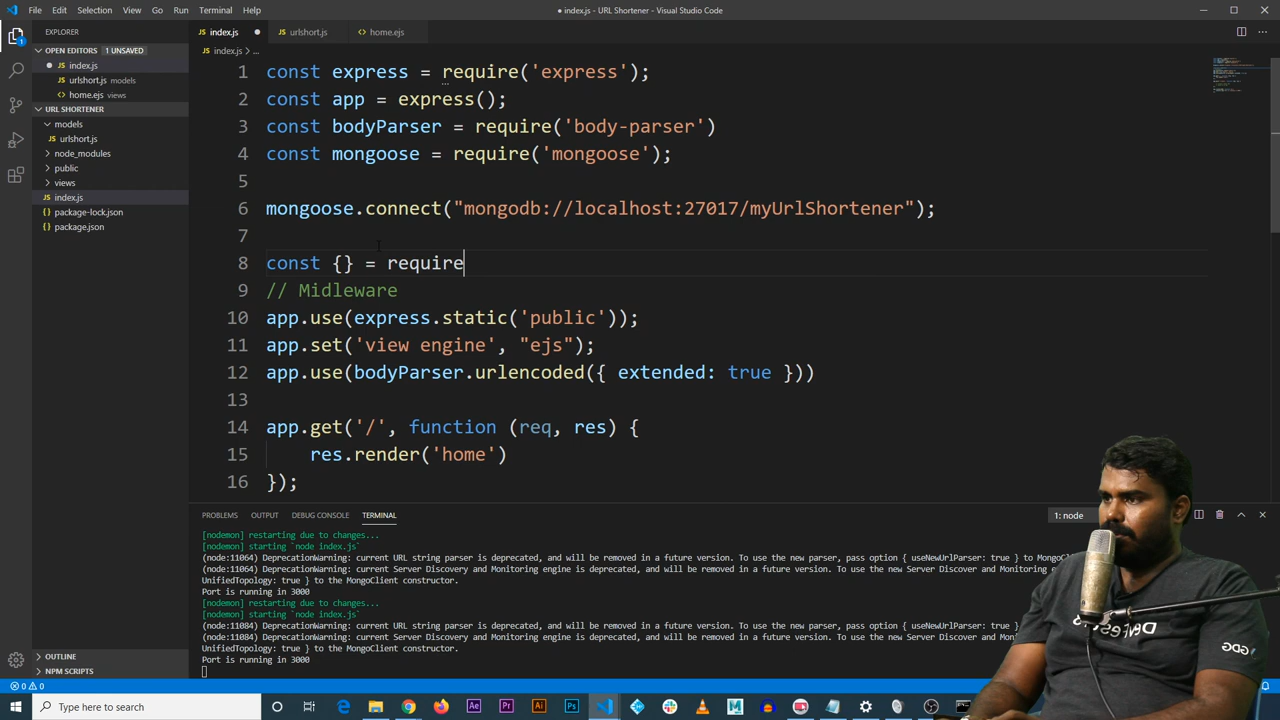 File Edit Selection View Go Run Terminal Help
● index.js - URL Shortener - Visual Studio Code
EXPLORER
OPEN EDITORS 1 UNSAVED
index.js
urlshort.js models
home.ejs views
URL SHORTENER
models
urlshort.js
node_modules
public
views
index.js
package-lock.json
package.json
OUTLINE
NPM SCRIPTS
index.js urlshort.js home.ejs
index.js > ...
1 const express = require('express');
2 const app = express();
3 const bodyParser = require('body-parser')
4 const mongoose = require('mongoose');
5
6 mongoose.connect("mongodb://localhost:27017/myUrlShortener");
7
8 const {} = require
9 // Midleware
10 app.use(express.static('public'));
11 app.set('view engine', "ejs");
12 app.use(bodyParser.urlencoded({ extended: true }))
13
14 app.get('/', function (req, res) {
15 res.render('home')
16 });
PROBLEMS OUTPUT DEBUG CONSOLE TERMINAL
1: node
[nodemon] restarting due to changes...
[nodemon] starting `node index.js`
(node:11064) DeprecationWarning: current URL string parser is deprecated, and will be removed in a future version. To use the new parser, pass option { useNewUrlParser: true } to
(node:11064) DeprecationWarning: current Server Discovery and Monitoring engine is deprecated, and will be removed in a future version. To use the new Server Discover and Monitoring
UnifiedTopology: true } to the MongoClient constructor.
Port is running in 3000
[nodemon] restarting due to changes...
[nodemon] starting `node index.js`
(node:11084) DeprecationWarning: current URL string parser is deprecated, and will be removed in a future version. To use the new parser, pass option { useNewUrlParser: true }
(node:11084) DeprecationWarning: current Server Discovery and Monitoring engine is deprecated, and will be removed in a future version. To use the new Server Discover and
UnifiedTopology: true } to the MongoClient constructor.
Port is running in 3000
DevFest
GDG
0 0
Type here to search
Ae Pr Ai Ps